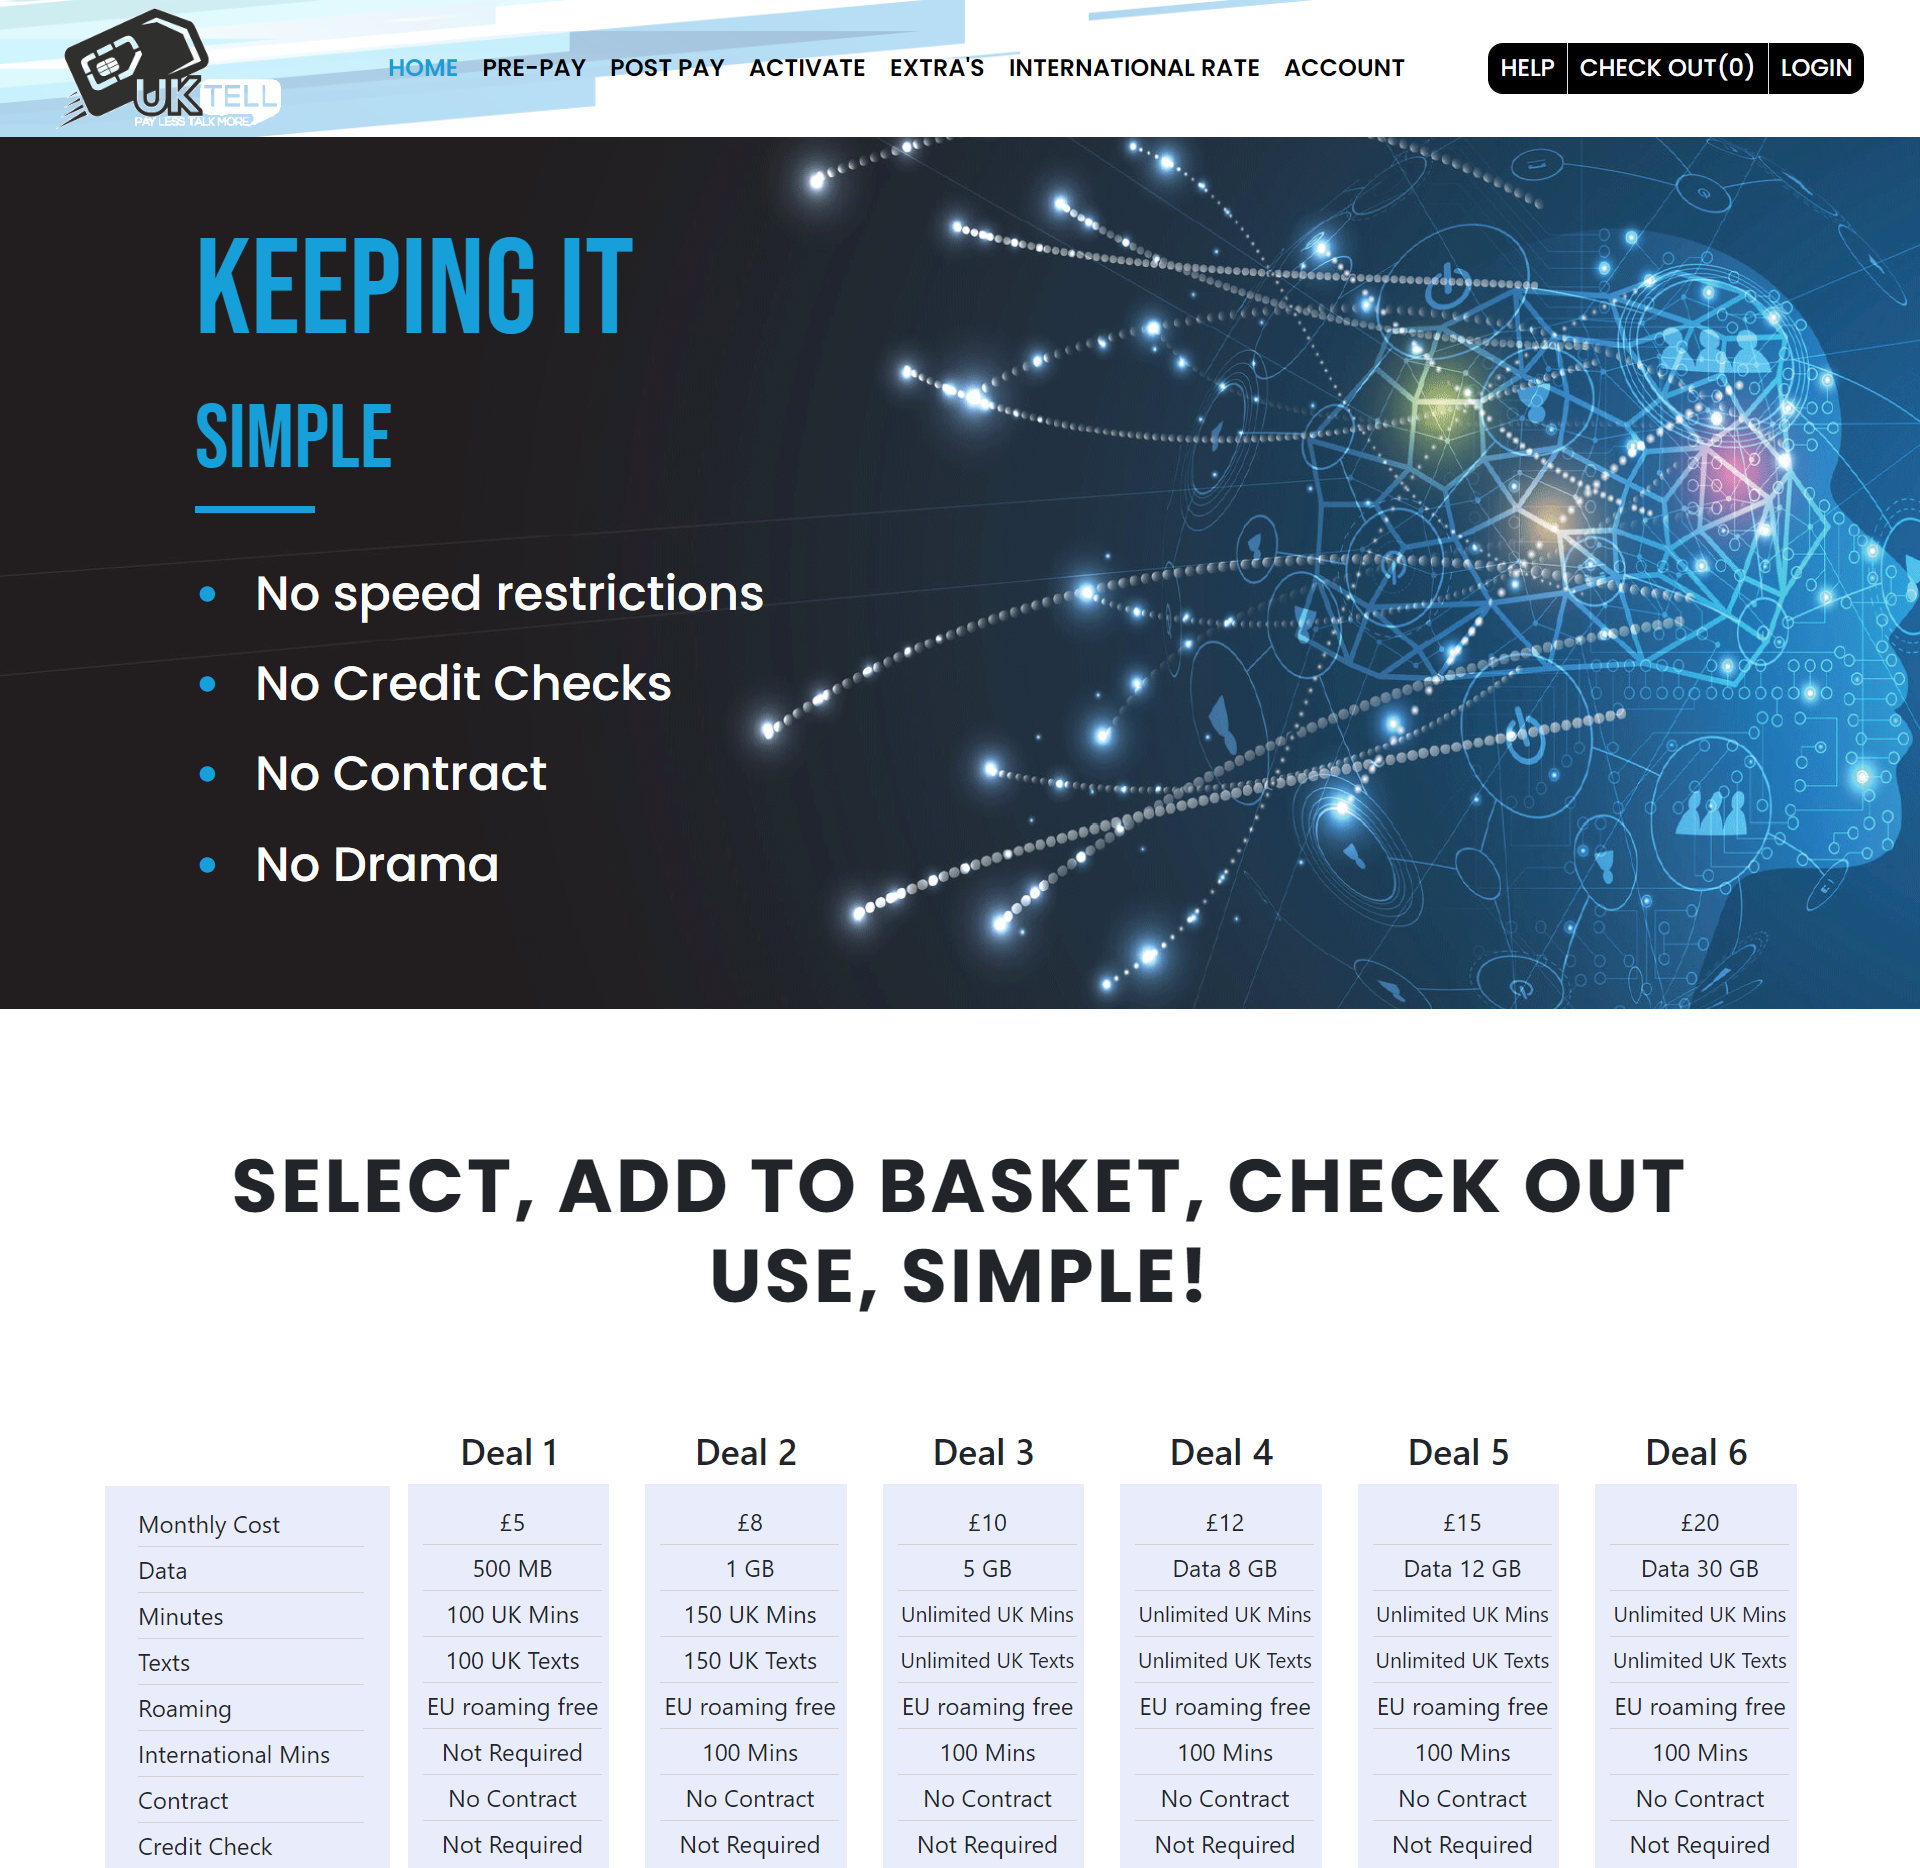 UK TELL
PAY LESS TALK MORE
HOME PRE-PAY POST PAY ACTIVATE EXTRA'S INTERNATIONAL RATE ACCOUNT
HELP CHECK OUT(0) LOGIN
KEEPING IT
SIMPLE
No speed restrictions
No Credit Checks
No Contract
No Drama
SELECT, ADD TO BASKET, CHECK OUT
USE, SIMPLE!
Deal 1 Deal 2 Deal 3 Deal 4 Deal 5 Deal 6
Monthly Cost £5 £8 £10 £12 £15 £20
Data 500 MB 1 GB 5 GB Data 8 GB Data 12 GB Data 30 GB
Minutes 100 UK Mins 150 UK Mins Unlimited UK Mins Unlimited UK Mins Unlimited UK Mins Unlimited UK Mins
Texts 100 UK Texts 150 UK Texts Unlimited UK Texts Unlimited UK Texts Unlimited UK Texts Unlimited UK Texts
Roaming EU roaming free EU roaming free EU roaming free EU roaming free EU roaming free EU roaming free
International Mins Not Required 100 Mins 100 Mins 100 Mins 100 Mins 100 Mins
Contract No Contract No Contract No Contract No Contract No Contract No Contract
Credit Check Not Required Not Required Not Required Not Required Not Required Not Required